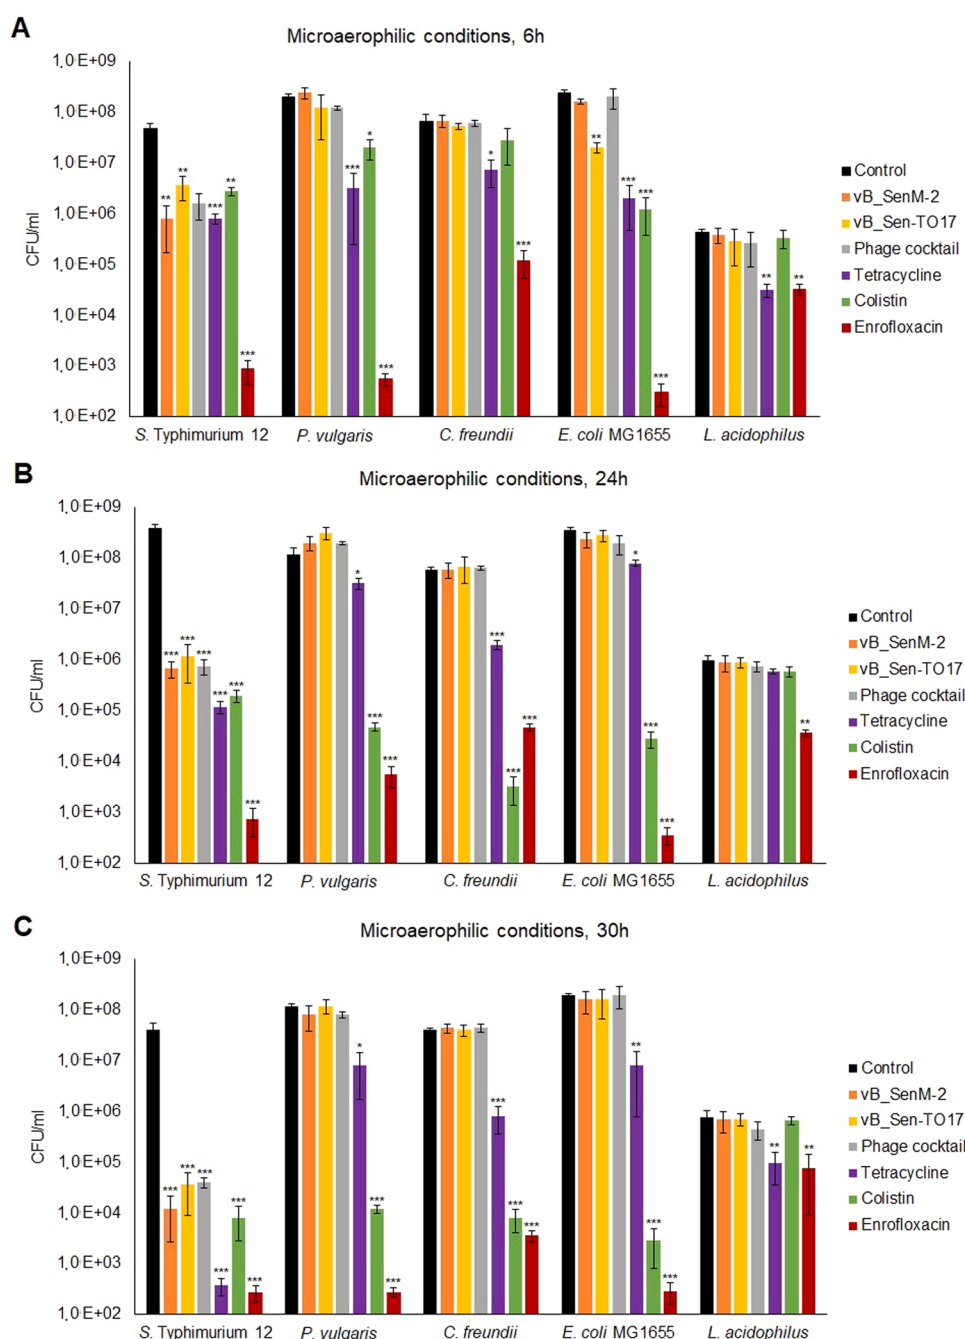 A
Microaerophilic conditions, 6h
CFU/ml
1,0E+09
1,0E+08
1,0E+07
1,0E+06
1,0E+05
1,0E+04
1,0E+03
1,0E+02
S. Typhimurium 12
P. vulgaris
C. freundii
E. coli MG1655
L. acidophilus
Control
vB_SenM-2
vB_Sen-TO17
Phage cocktail
Tetracycline
Colistin
Enrofloxacin
B
Microaerophilic conditions, 24h
CFU/ml
1,0E+09
1,0E+08
1,0E+07
1,0E+06
1,0E+05
1,0E+04
1,0E+03
1,0E+02
S. Typhimurium 12
P. vulgaris
C. freundii
E. coli MG1655
L. acidophilus
Control
vB_SenM-2
vB_Sen-TO17
Phage cocktail
Tetracycline
Colistin
Enrofloxacin
C
Microaerophilic conditions, 30h
CFU/ml
1,0E+09
1,0E+08
1,0E+07
1,0E+06
1,0E+05
1,0E+04
1,0E+03
1,0E+02
S. Typhimurium 12
P. vulgaris
C. freundii
E. coli MG1655
L. acidophilus
Control
vB_SenM-2
vB_Sen-TO17
Phage cocktail
Tetracycline
Colistin
Enrofloxacin